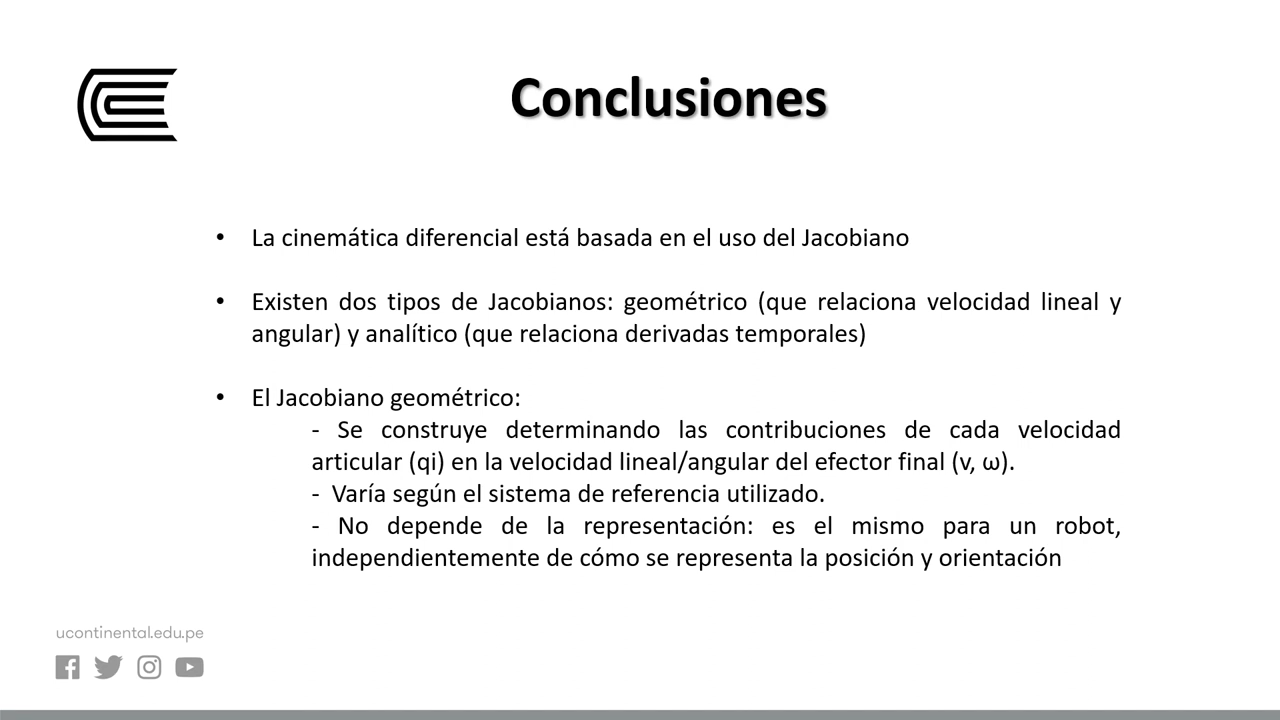 Conclusiones
• La cinemática diferencial está basada en el uso del Jacobiano
• Existen dos tipos de Jacobianos: geométrico (que relaciona velocidad lineal y
angular) y analítico (que relaciona derivadas temporales)
• El Jacobiano geométrico:
- Se construye determinando las contribuciones de cada velocidad
articular (qi) en la velocidad lineal/angular del efector final (v, ω).
- Varía según el sistema de referencia utilizado.
- No depende de la representación: es el mismo para un robot,
independientemente de cómo se representa la posición y orientación
ucontinental.edu.pe